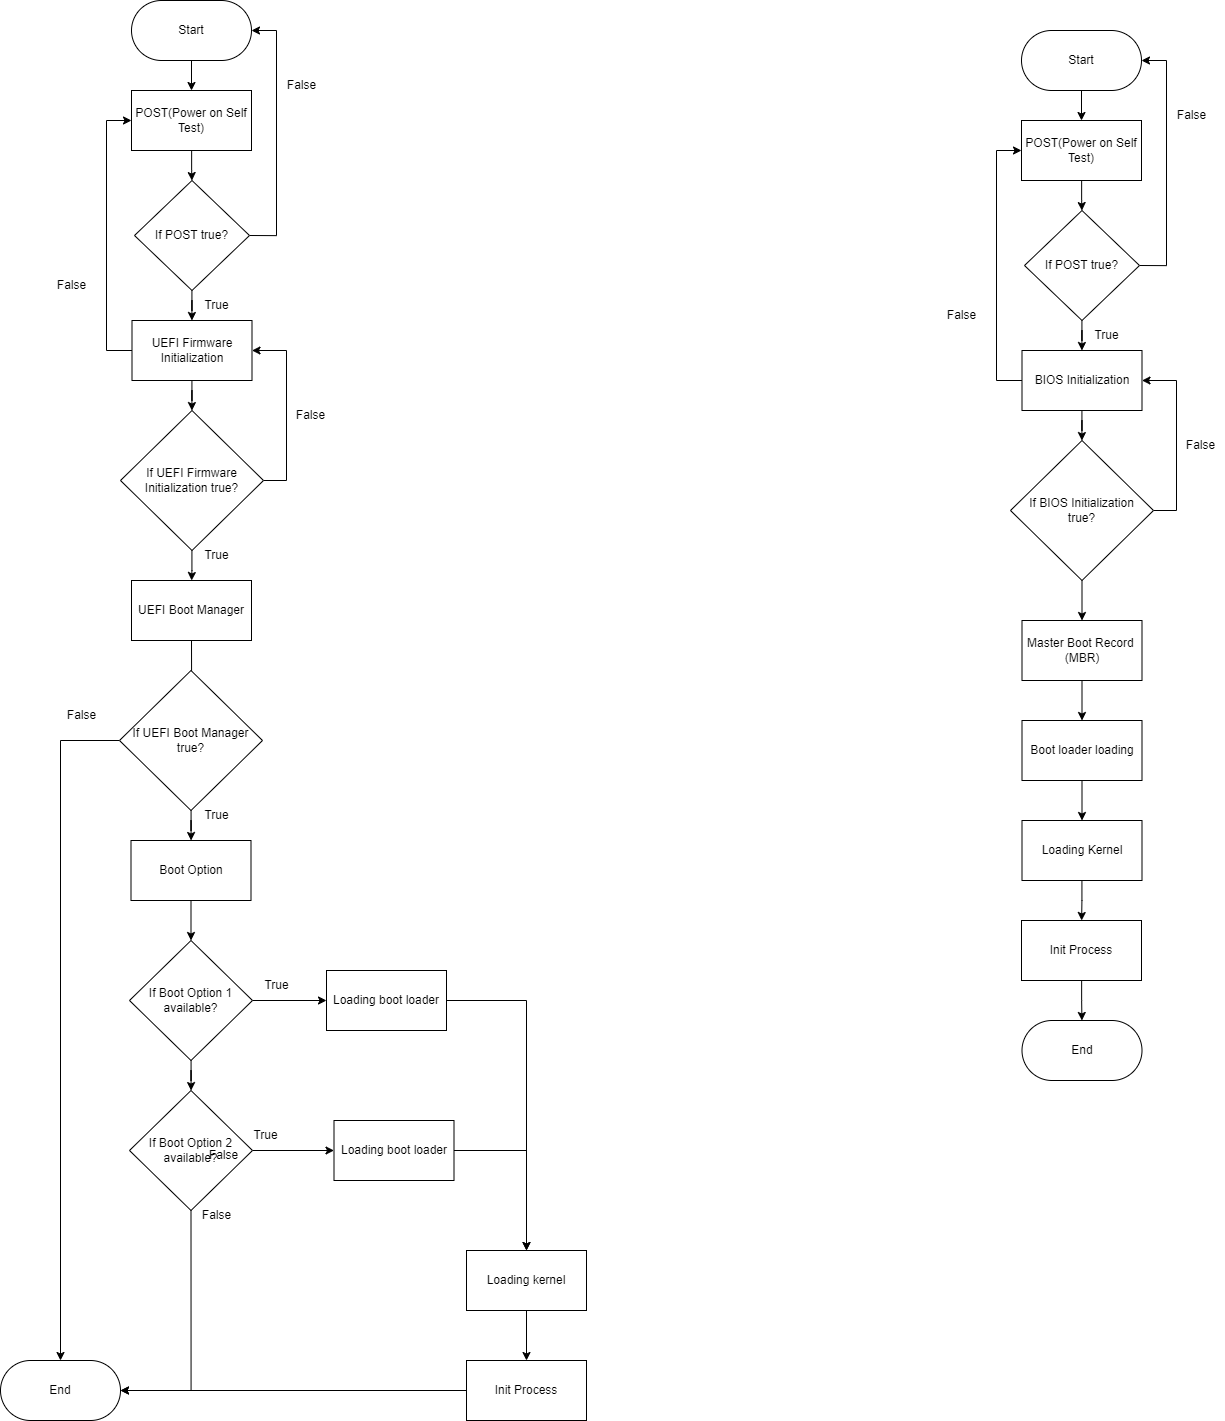 Start
False
POST(Power on Self
Test)
If POST true?
False
True
UEFI Firmware
Initialization
False
If UEFI Firmware
Initialization true?
True
UEFI Boot Manager
False
If UEFI Boot Manager
true?
True
Boot Option
If Boot Option 1
available?
True
Loading boot loader
If Boot Option 2
available?
False
True
Loading boot loader
False
Loading kernel
End
Init Process
Start
False
POST(Power on Self
Test)
If POST true?
False
True
BIOS Initialization
False
If BIOS Initialization
true?
Master Boot Record
(MBR)
Boot loader loading
Loading Kernel
Init Process
End